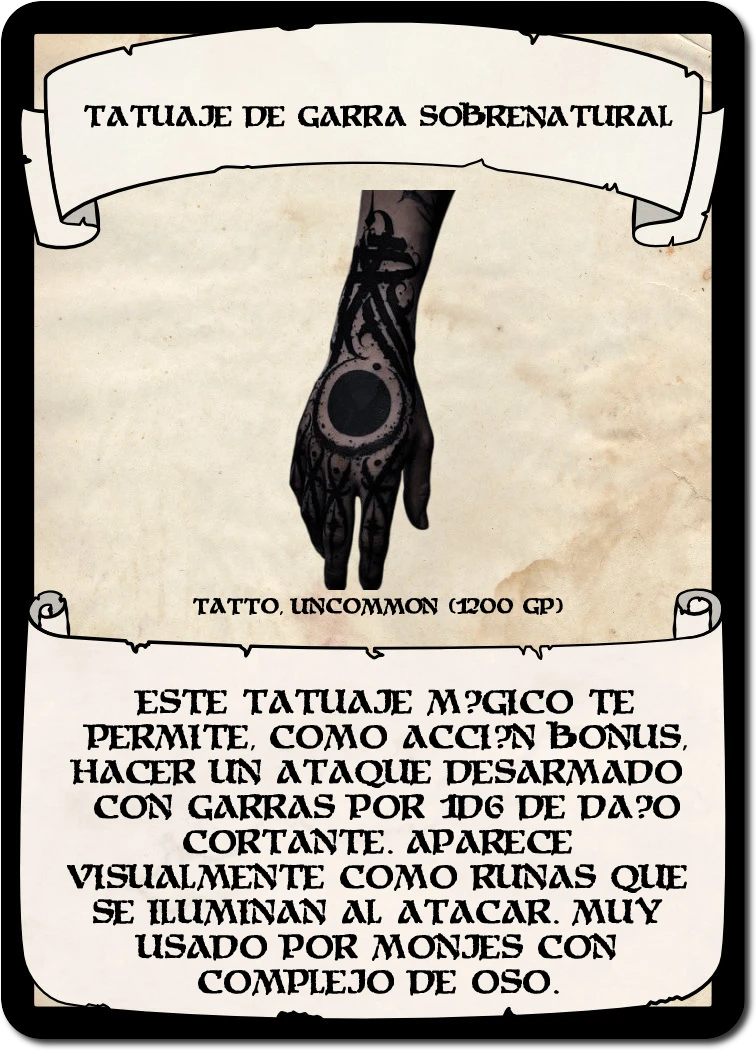 TATUAJE DE GARRA SOBRENATURAL
TATTO, UNCOMMON (1200 GP)
ESTE TATUAJE M?GICO TE
PERMITE, COMO ACCI?N BONUS,
HACER UN ATAQUE DESARMADO
CON GARRAS POR 1D6 DE DA?O
CORTANTE. APARECE
VISUALMENTE COMO RUNAS QUE
SE ILUMINAN AL ATACAR. MUY
USADO POR MONJES CON
COMPLEJO DE OSO.